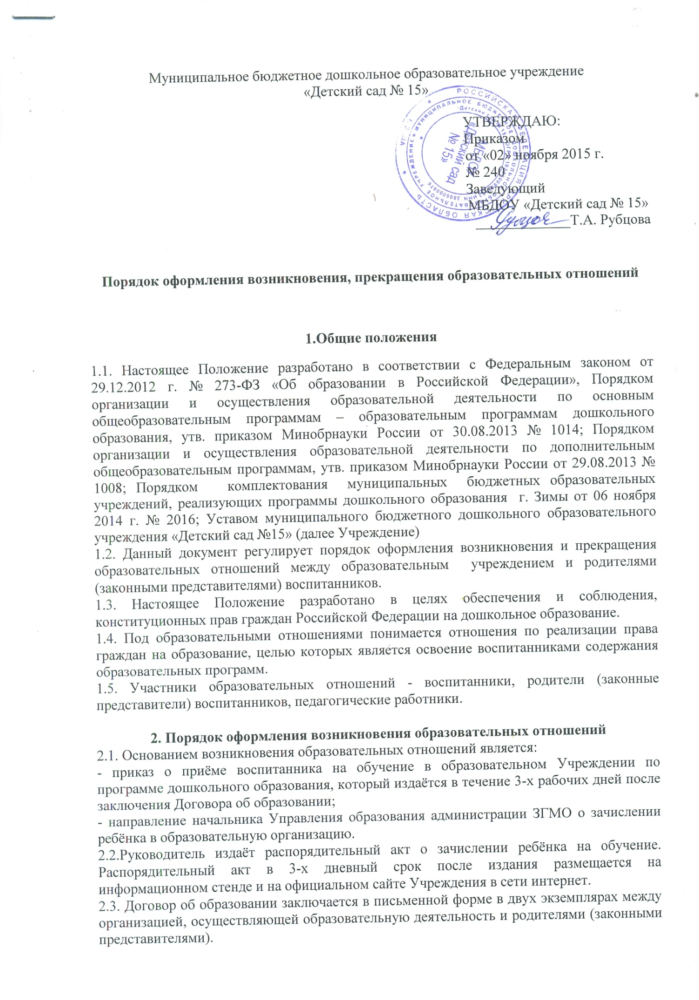 Муниципальное бюджетное дошкольное образовательное учреждение
«Детский сад № 15»
УТВЕРЖДАЮ:
Приказом
от «02» ноября 2015 г.
№ 240
Заведующий
МБДОУ «Детский сад № 15»
Т.А. Рубцова
РОССИЙСКАЯ ФЕДЕРАЦИЯ
МУНИЦИПАЛЬНОЕ БЮДЖЕТНОЕ ДОШКОЛЬНОЕ ОБРАЗОВАТЕЛЬНОЕ УЧРЕЖДЕНИЕ
ИНН 3806000876
МБДОУ
«Детский сад
№ 15»
Порядок оформления возникновения, прекращения образовательных отношений
1.Общие положения
1.1. Настоящее Положение разработано в соответствии с Федеральным законом от
29.12.2012 г. № 273-ФЗ «Об образовании в Российской Федерации», Порядком
организации и осуществления образовательной деятельности по основным
общеобразовательным программам – образовательным программам дошкольного
образования, утв. приказом Минобрнауки России от 30.08.2013 № 1014; Порядком
организации и осуществления образовательной деятельности по дополнительным
общеобразовательным программам, утв. приказом Минобрнауки России от 29.08.2013 №
1008; Порядком комплектования муниципальных бюджетных образовательных
учреждений, реализующих программы дошкольного образования г. Зимы от 06 ноября
2014 г. № 2016; Уставом муниципального бюджетного дошкольного образовательного
учреждения «Детский сад №15» (далее Учреждение)
1.2. Данный документ регулирует порядок оформления возникновения и прекращения
образовательных отношений между образовательным учреждением и родителями
(законными представителями) воспитанников.
1.3. Настоящее Положение разработано в целях обеспечения и соблюдения,
конституционных прав граждан Российской Федерации на дошкольное образование.
1.4. Под образовательными отношениями понимается отношения по реализации права
граждан на образование, целью которых является освоение воспитанниками содержания
образовательных программ.
1.5. Участники образовательных отношений - воспитанники, родители (законные
представители) воспитанников, педагогические работники.
2. Порядок оформления возникновения образовательных отношений
2.1. Основанием возникновения образовательных отношений является:
- приказ о приёме воспитанника на обучение в образовательном Учреждении по
программе дошкольного образования, который издаётся в течение 3-х рабочих дней после
заключения Договора об образовании;
- направление начальника Управления образования администрации ЗГМО о зачислении
ребёнка в образовательную организацию.
2.2.Руководитель издаёт распорядительный акт о зачислении ребёнка на обучение.
Распорядительный акт в 3-х дневный срок после издания размещается на
информационном стенде и на официальном сайте Учреждения в сети интернет.
2.3. Договор об образовании заключается в письменной форме в двух экземплярах между
организацией, осуществляющей образовательную деятельность и родителями (законными
представителями).